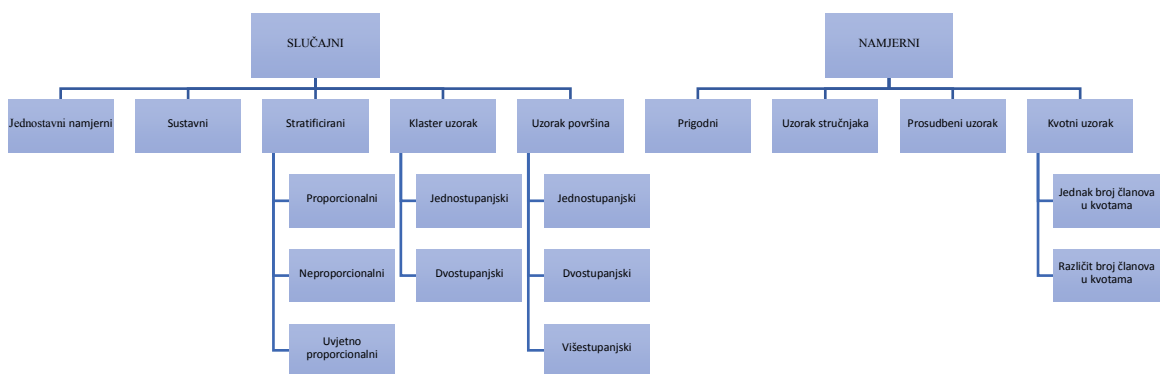 SLUČAJNI
NAMJERNI
Jednostavni namjerni
Sustavni
Stratificirani
Klaster uzorak
Uzorak površina
Prigodni
Uzorak stručnjaka
Prosudbeni uzorak
Kvotni uzorak
Proporcionalni
Jednostupanjski
Jednostupanjski
Jednak broj članova
u kvotama
Neproporcionalni
Dvostupanjski
Dvostupanjski
Različit broj članova
u kvotama
Uvjetno
proporcionalni
Višestupanjski